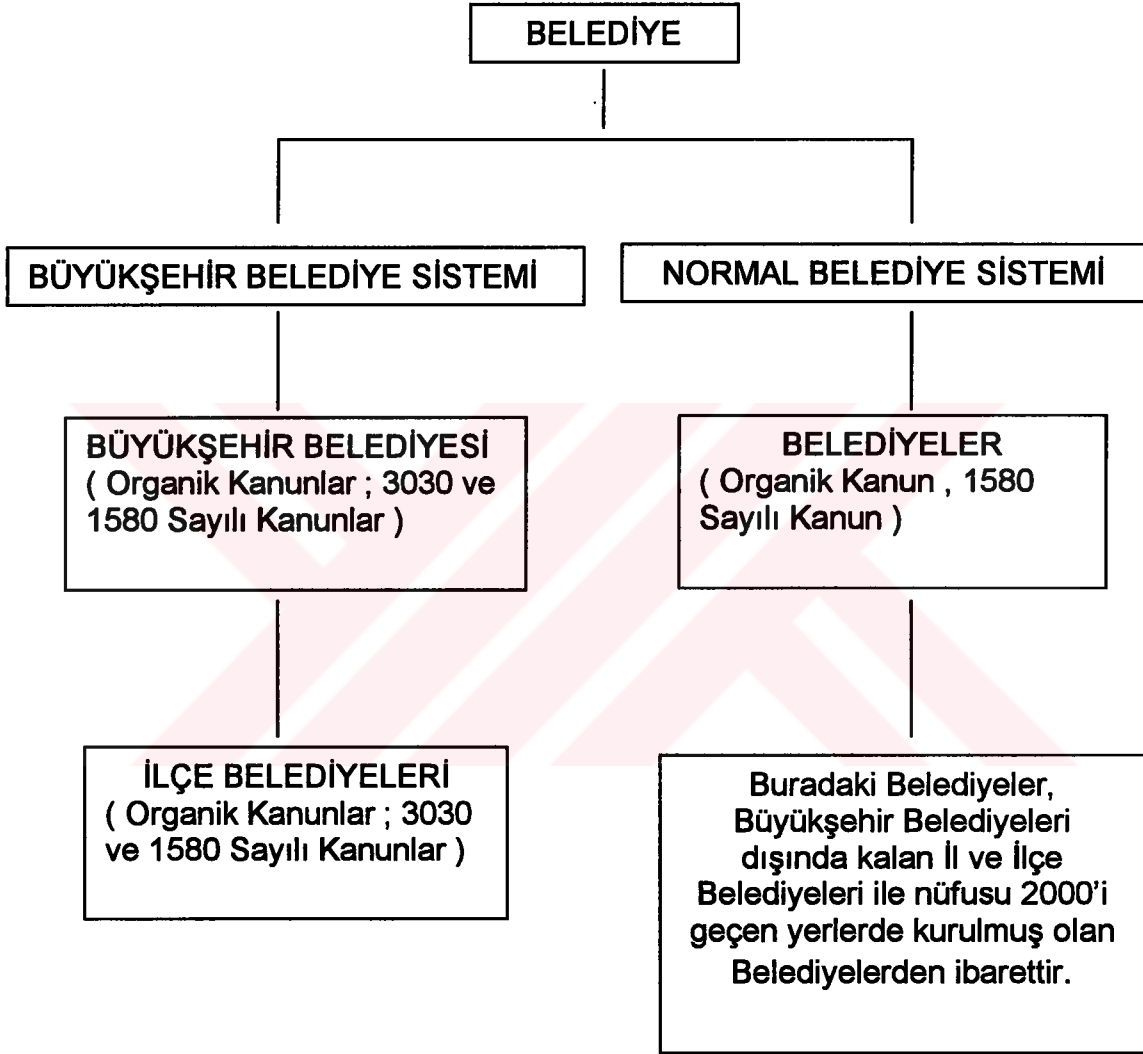 BELEDİYE
BÜYÜKŞEHİR BELEDİYE SİSTEMİ
NORMAL BELEDİYE SİSTEMİ
BÜYÜKŞEHİR BELEDİYESİ
( Organik Kanunlar ; 3030 ve
1580 Sayılı Kanunlar )
BELEDİYELER
( Organik Kanun , 1580
Sayılı Kanun )
İLÇE BELEDİYELERİ
( Organik Kanunlar ; 3030
ve 1580 Sayılı Kanunlar )
Buradaki Belediyeler,
Büyükşehir Belediyeleri
dışında kalan İl ve İlçe
Belediyeleri ile nüfusu 2000'i
geçen yerlerde kurulmuş olan
Belediyelerden ibarettir.